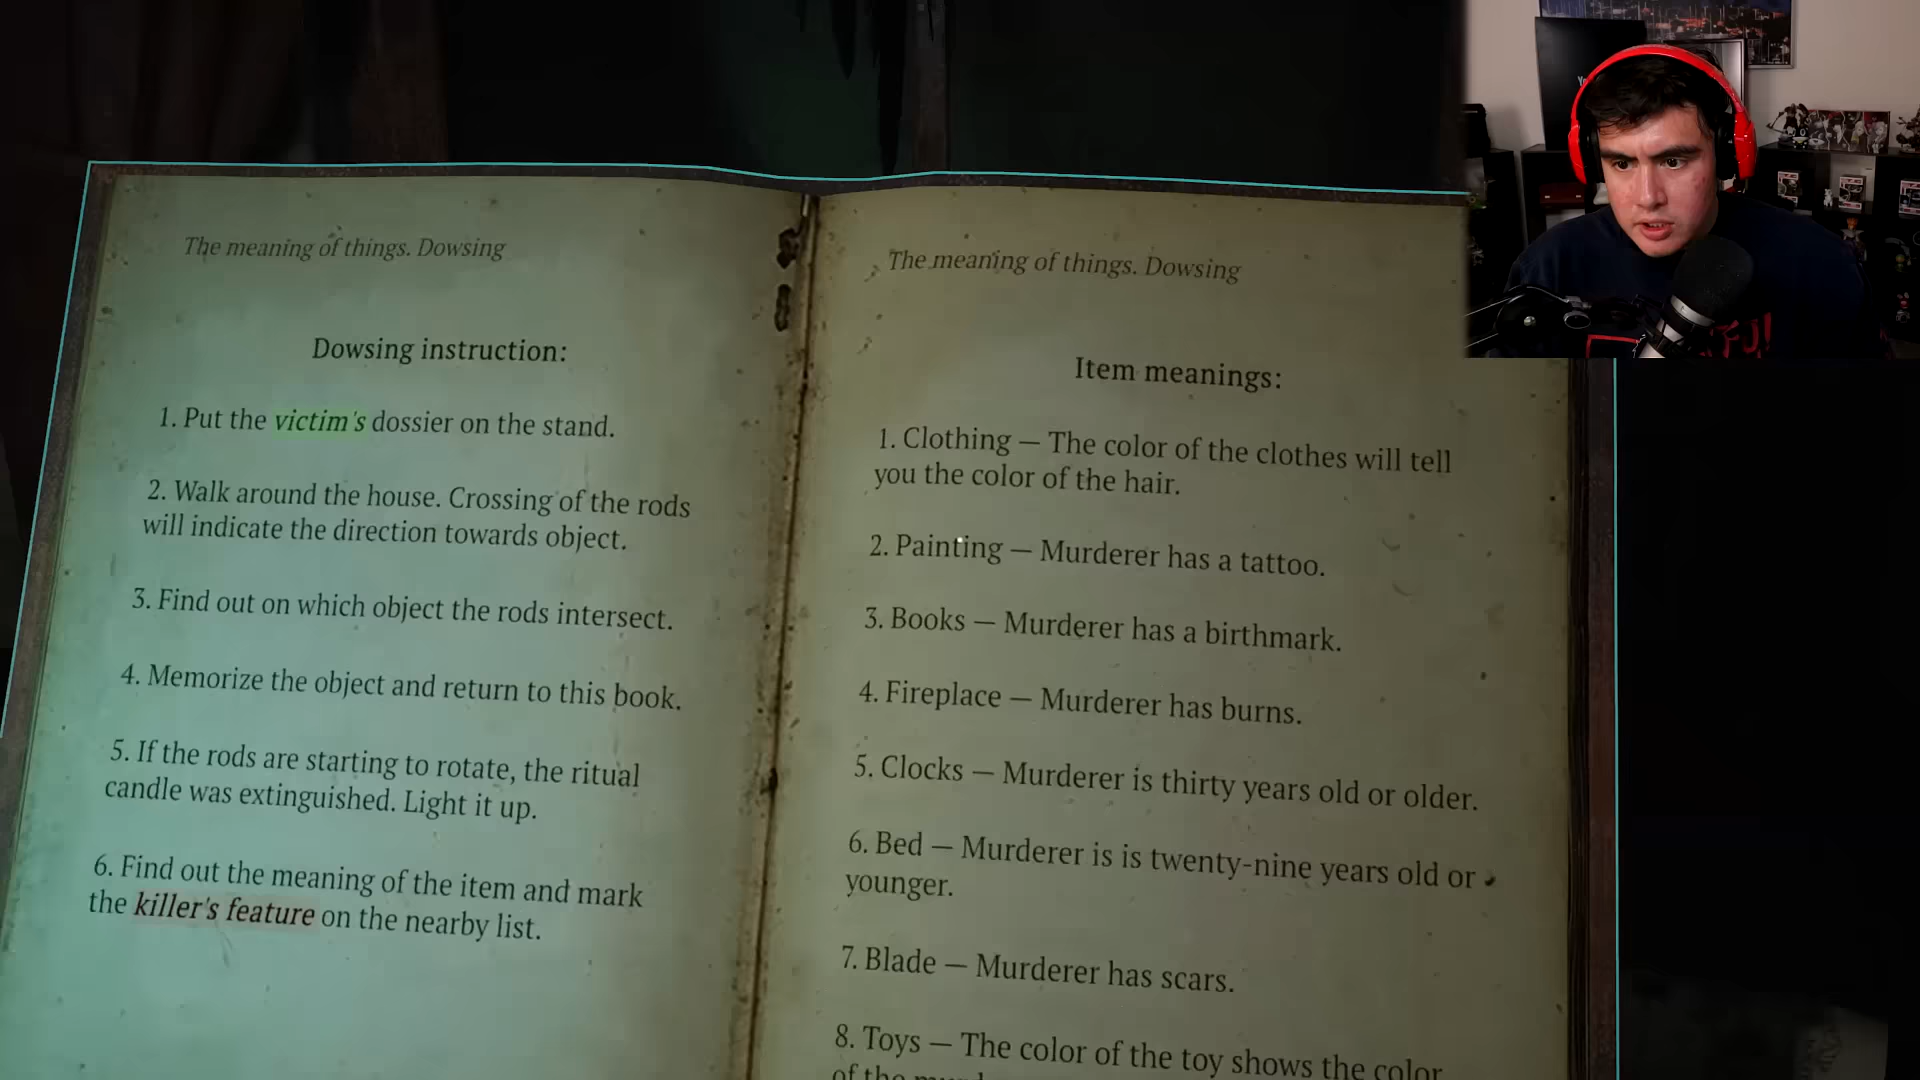 The meaning of things. Dowsing
Dowsing instruction:
1. Put the victim's dossier on the stand.
2. Walk around the house. Crossing of the rods
will indicate the direction towards object.
3. Find out on which object the rods intersect.
4. Memorize the object and return to this book.
5. If the rods are starting to rotate, the ritual
candle was extinguished. Light it up.
6. Find out the meaning of the item and mark
the killer's feature on the nearby list.
The meaning of things. Dowsing
Item meanings:
1. Clothing — The color of the clothes will tell
you the color of the hair.
2. Painting — Murderer has a tattoo.
3. Books — Murderer has a birthmark.
4. Fireplace — Murderer has burns.
5. Clocks — Murderer is thirty years old or older.
6. Bed — Murderer is is twenty-nine years old or
younger.
7. Blade — Murderer has scars.
8. Toys — The color of the toy shows the color
of the